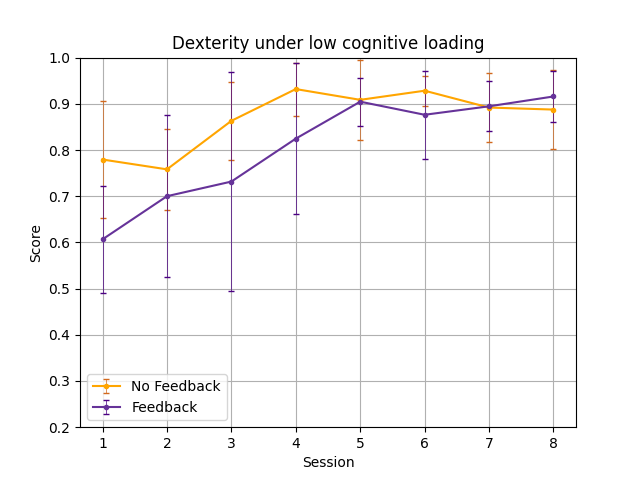 Dexterity under low cognitive loading
1.0
0.9
0.8
0.7
0.6
0.5
0.4
0.3
0.2
Score
No Feedback
Feedback
1 2 3 4 5 6 7 8
Session